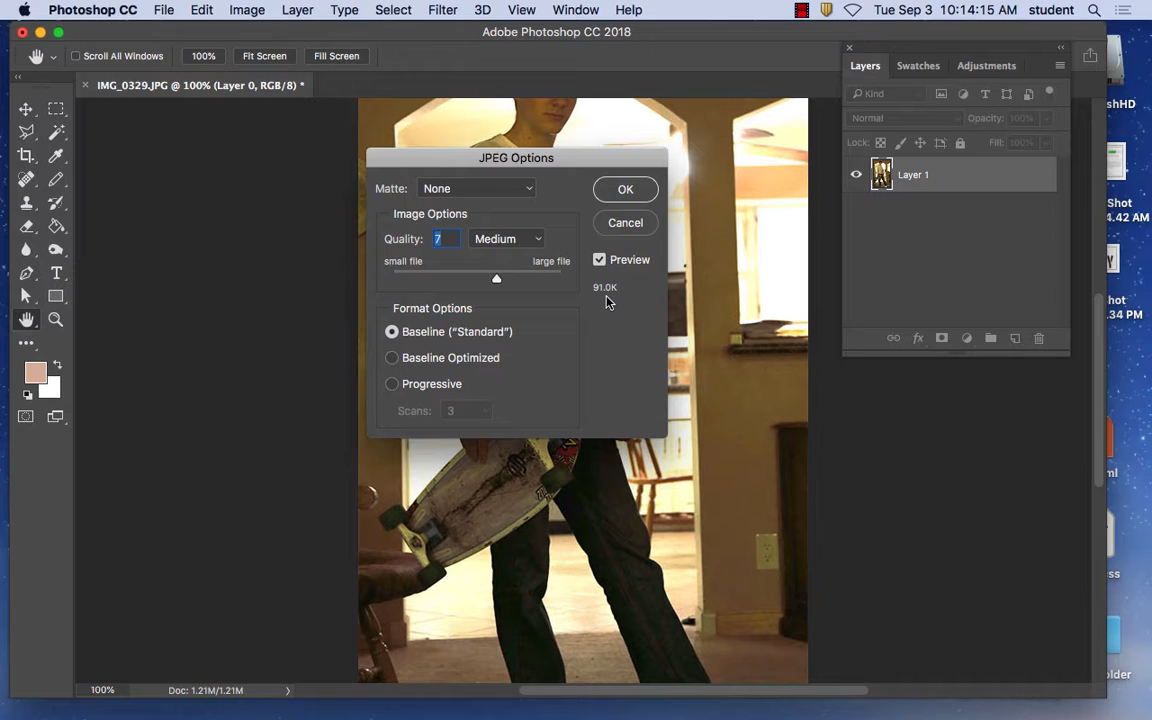 Photoshop CC File Edit Image Layer Type Select Filter 3D View Window Help Tue Sep 3 10:14:15 AM student
Adobe Photoshop CC 2018
Scroll All Windows 100% Fit Screen Fill Screen
IMG_0329.JPG @ 100% (Layer 0, RGB/8) *
Layers Swatches Adjustments
Kind
Normal Opacity: 100%
Lock: Fill: 100%
Layer 1
JPEG Options
Matte: None
OK
Image Options
Cancel
Quality: 7 Medium
small file large file
Preview
91.0K
Format Options
Baseline ("Standard")
Baseline Optimized
Progressive
Scans: 3
T
100% Doc: 1.21M/1.21M
shHD
Shot
4.42 AM
Shot
.34 PM
ml
ss
older